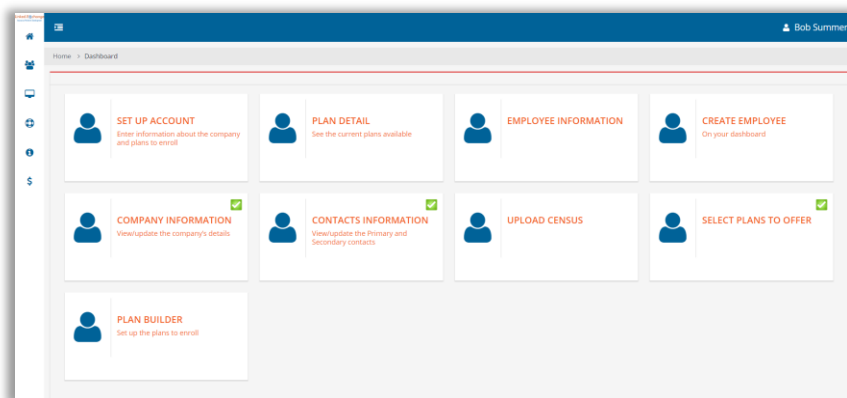 Bob Summer
Home > Dashboard
SET UP ACCOUNT
Enter information about the company
and plans to enroll
PLAN DETAIL
See the current plans available
EMPLOYEE INFORMATION
CREATE EMPLOYEE
On your dashboard
COMPANY INFORMATION
View/update the company's details
CONTACTS INFORMATION
View/update the Primary and
Secondary contacts
UPLOAD CENSUS
SELECT PLANS TO OFFER
PLAN BUILDER
Set up the plans to enroll